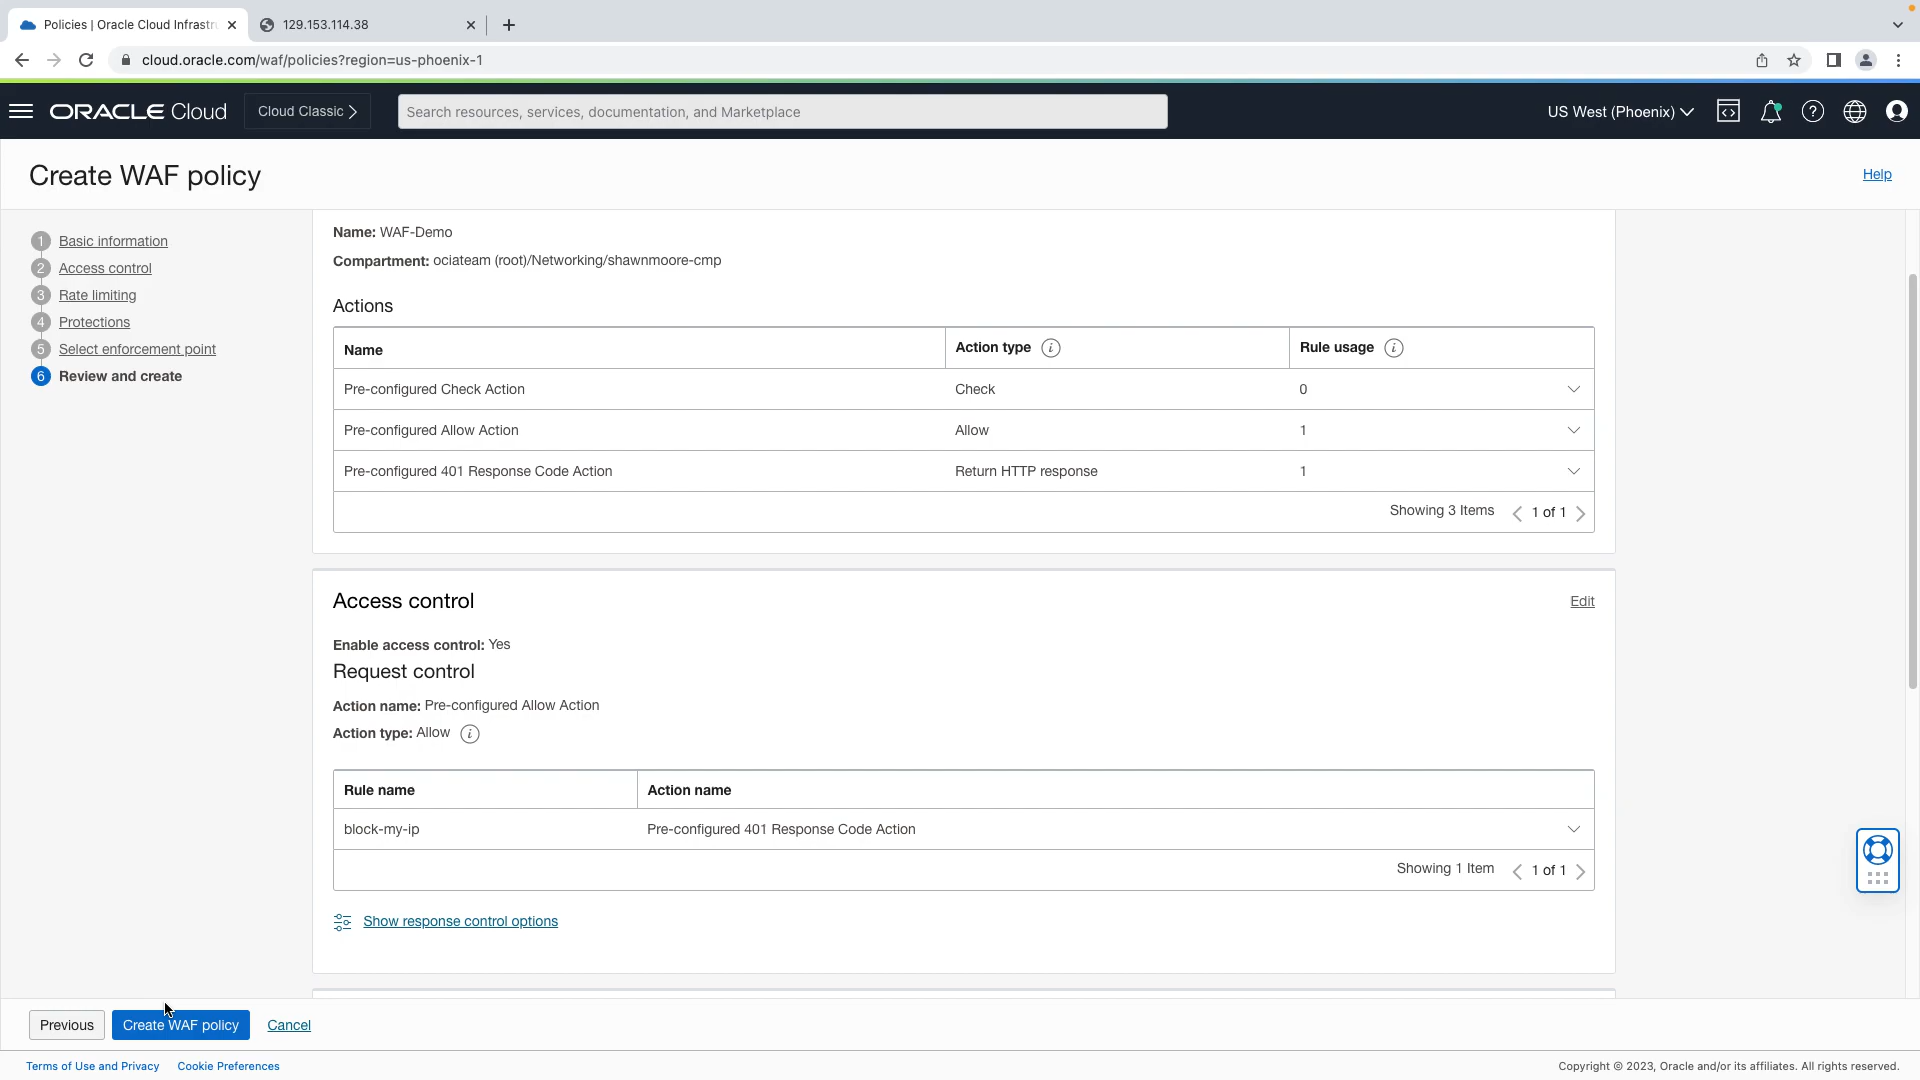 Policies | Oracle Cloud Infrastru
129.153.114.38
cloud.oracle.com/waf/policies?region=us-phoenix-1
ORACLE Cloud
Cloud Classic
Search resources, services, documentation, and Marketplace
US West (Phoenix)
Create WAF policy
Help
1 Basic information
2 Access control
3 Rate limiting
4 Protections
5 Select enforcement point
6 Review and create
Name: WAF-Demo
Compartment: ociateam (root)/Networking/shawnmoore-cmp
Actions
Name Action type Rule usage
Pre-configured Check Action Check 0
Pre-configured Allow Action Allow 1
Pre-configured 401 Response Code Action Return HTTP response 1
Showing 3 Items 1 of 1
Access control
Edit
Enable access control: Yes
Request control
Action name: Pre-configured Allow Action
Action type: Allow
Rule name Action name
block-my-ip Pre-configured 401 Response Code Action
Showing 1 Item 1 of 1
Show response control options
Previous Create WAF policy Cancel
Terms of Use and Privacy Cookie Preferences
Copyright © 2023, Oracle and/or its affiliates. All rights reserved.